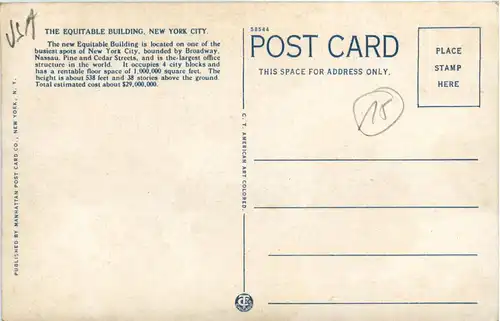 USA
THE EQUITABLE BUILDING, NEW YORK CITY.
The new Equitable Building is located on one of the
busiest spots of New York City, bounded by Broadway,
Nassau, Pine and Cedar Streets, and is the largest office
structure in the world. It occupies 4 city blocks and
has a rentable floor space of 1,000,000 square feet. The
height is about 538 feet and 38 stories above the ground.
Total estimated cost about $29,000,000.
PUBLISHED BY MANHATTAN POST CARD CO., NEW YORK, N. Y.
C. T. AMERICAN ART COLORED
58544
POST CARD
THIS SPACE FOR ADDRESS ONLY.
PLACE
STAMP
HERE
15